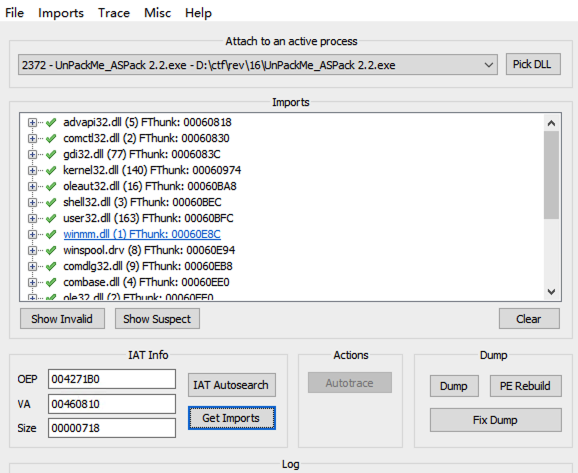 File Imports Trace Misc Help
Attach to an active process
2372 - UnPackMe_ASPack 2.2.exe - D:\ctf\rev\16\UnPackMe_ASPack 2.2.exe
Pick DLL
Imports
advapi32.dll (5) FThunk: 00060818
comctl32.dll (2) FThunk: 00060830
gdi32.dll (77) FThunk: 0006083C
kernel32.dll (140) FThunk: 00060974
oleaut32.dll (16) FThunk: 00060BA8
shell32.dll (3) FThunk: 00060BEC
user32.dll (163) FThunk: 00060BFC
winmm.dll (1) FThunk: 00060E8C
winspool.drv (8) FThunk: 00060E94
comdlg32.dll (9) FThunk: 00060EB8
combase.dll (4) FThunk: 00060EE0
ole32.dll (2) FThunk: 00060EF0
Show Invalid Show Suspect Clear
IAT Info
OEP 004271B0
VA 00460810
Size 00000718
IAT Autosearch
Get Imports
Actions
Autotrace
Dump
Dump PE Rebuild
Fix Dump
Log